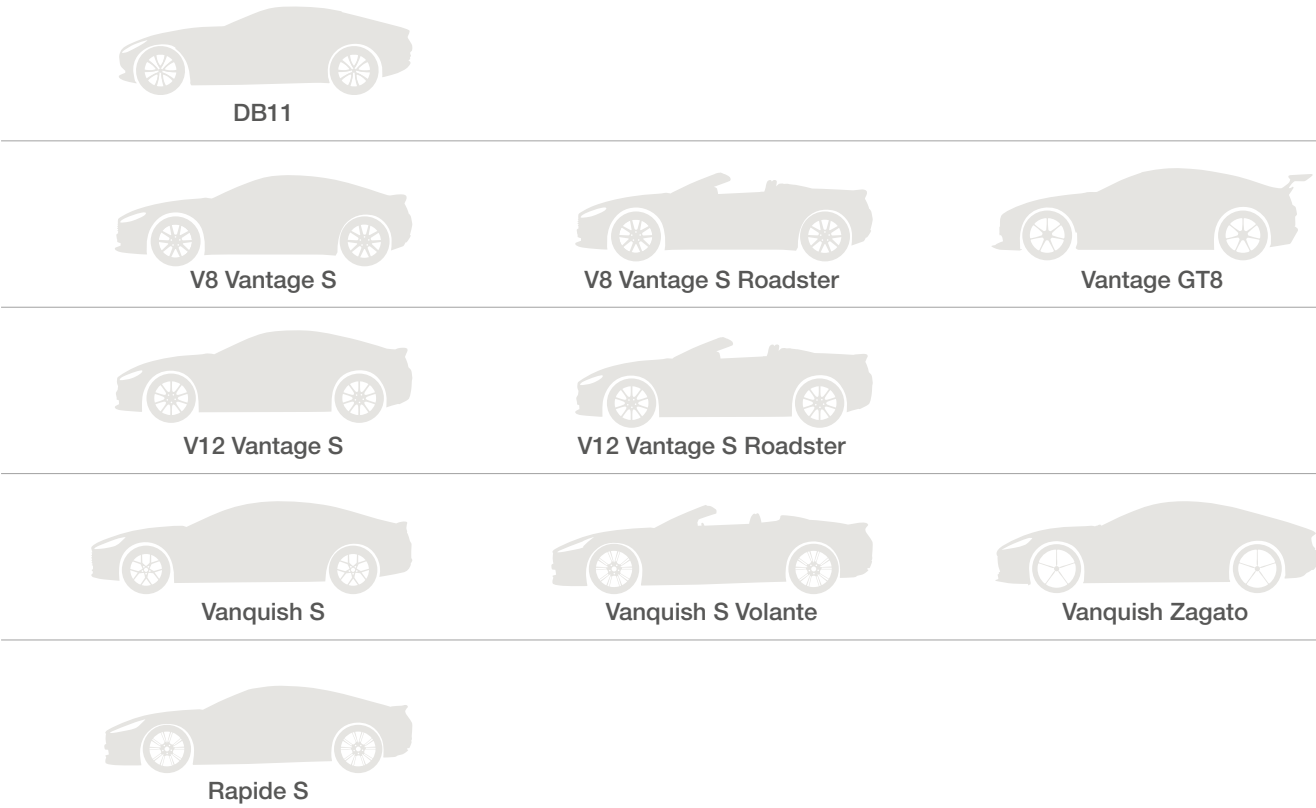 DB11
V8 Vantage S
V8 Vantage S Roadster
Vantage GT8
V12 Vantage S
V12 Vantage S Roadster
Vanquish S
Vanquish S Volante
Vanquish Zagato
Rapide S